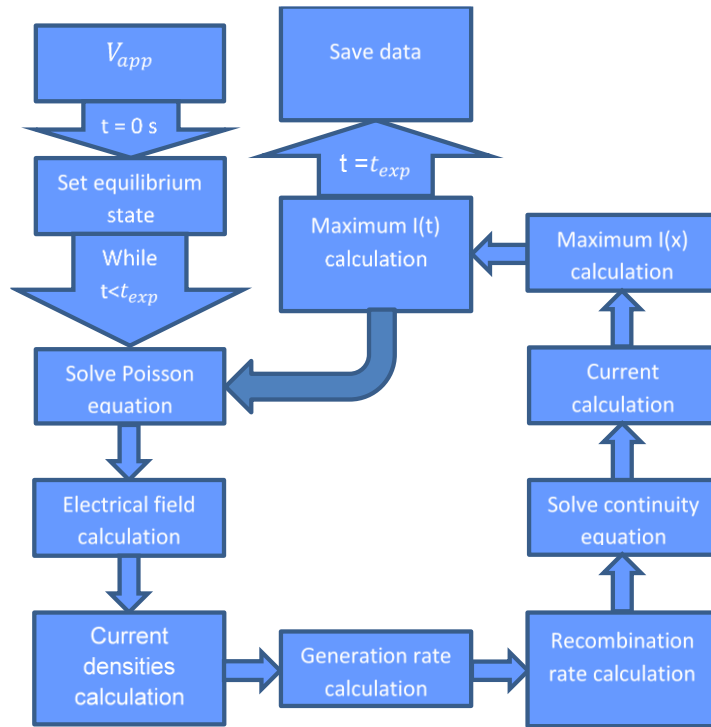 V_app
t = 0 s
Set equilibrium
state
While
t<t_exp
Solve Poisson
equation
Electrical field
calculation
Current
densities
calculation
Generation rate
calculation
Recombination
rate calculation
Solve continuity
equation
Current
calculation
Maximum I(x)
calculation
Maximum I(t)
calculation
t =t_exp
Save data